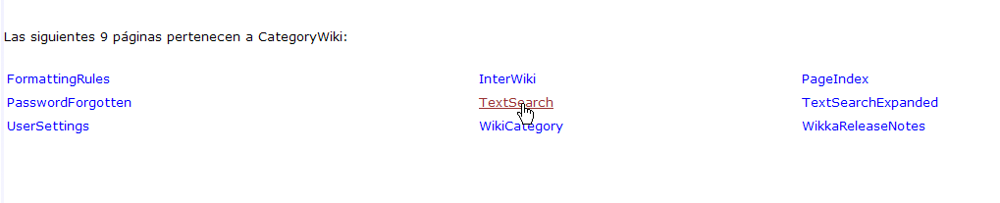 Las siguientes 9 páginas pertenecen a CategoryWiki:
FormattingRules InterWiki PageIndex
PasswordForgotten TextSearch TextSearchExpanded
UserSettings WikiCategory WikkaReleaseNotes